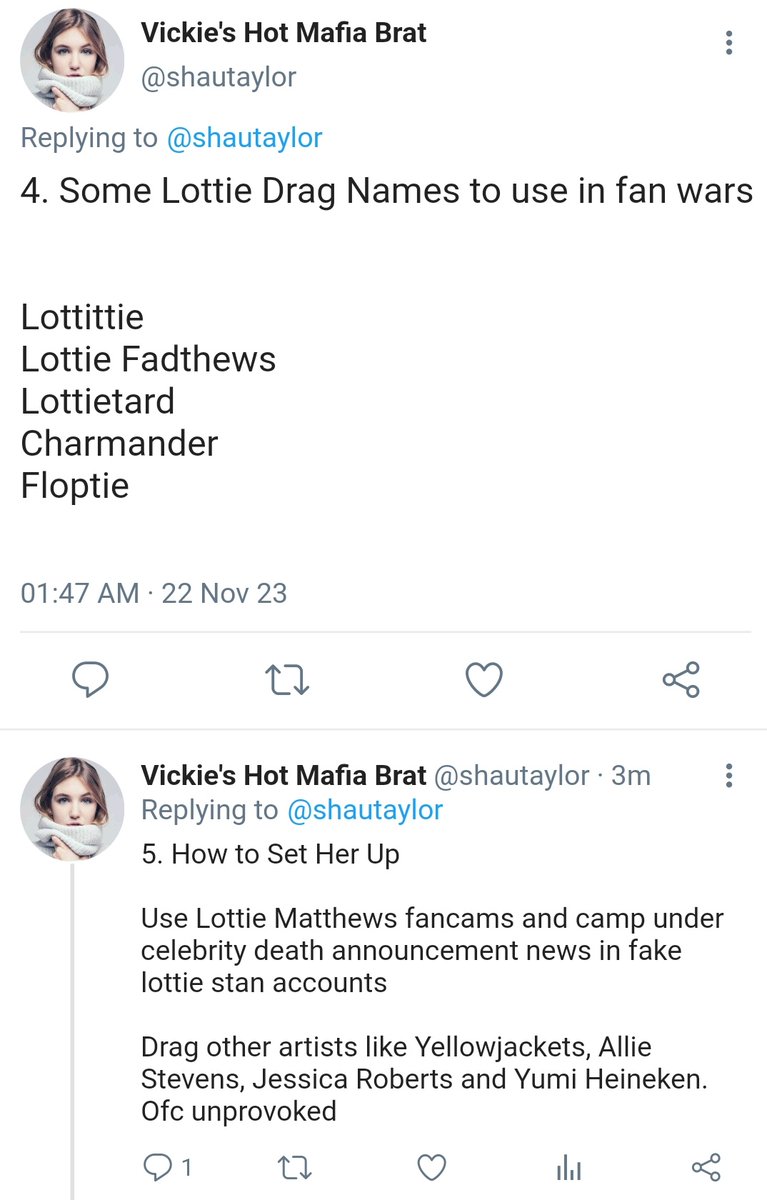 Vickie's Hot Mafia Brat
@shautaylor
Replying to @shautaylor
4. Some Lottie Drag Names to use in fan wars
Lottittie
Lottie Fadthews
Lottietard
Charmander
Floptie
01:47 AM · 22 Nov 23
Vickie's Hot Mafia Brat @shautaylor · 3m
Replying to @shautaylor
5. How to Set Her Up
Use Lottie Matthews fancams and camp under
celebrity death announcement news in fake
lottie stan accounts
Drag other artists like Yellowjackets, Allie
Stevens, Jessica Roberts and Yumi Heineken.
Ofc unprovoked
1